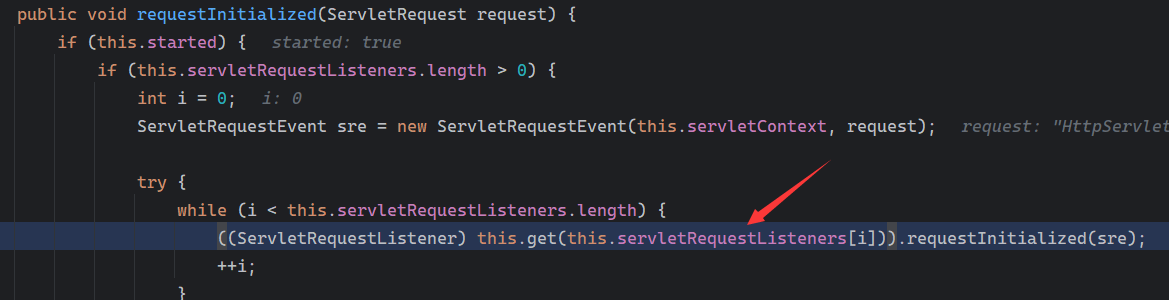 public void requestInitialized(ServletRequest request) {
if (this.started) { started: true
if (this.servletRequestListeners.length > 0) {
int i = 0; i: 0
ServletRequestEvent sre = new ServletRequestEvent(this.servletContext, request); request: "HttpServlet
try {
while (i < this.servletRequestListeners.length) {
((ServletRequestListener) this.get(this.servletRequestListeners[i])).requestInitialized(sre);
++i;
}